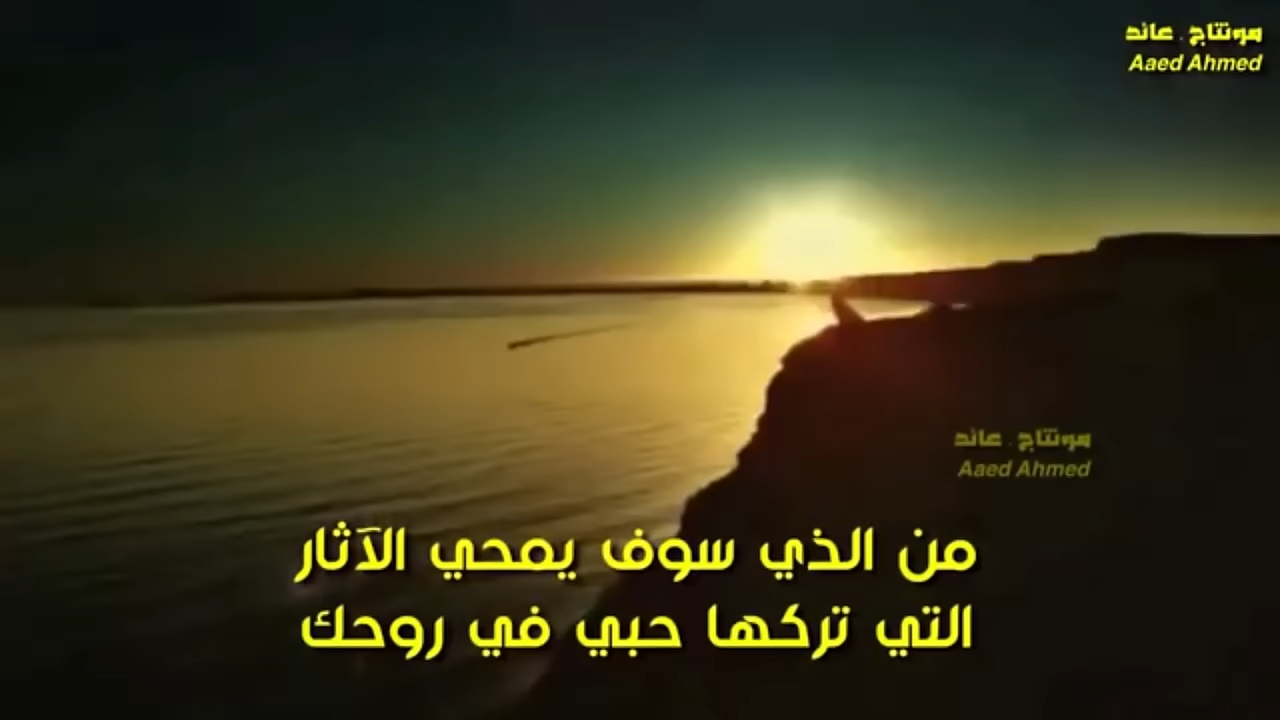 مونتاج . عائد
Aaed Ahmed
مونتاج . عائد
Aaed Ahmed
من الذي سوف يمحي الآثار
التي تركها حبي في روحك